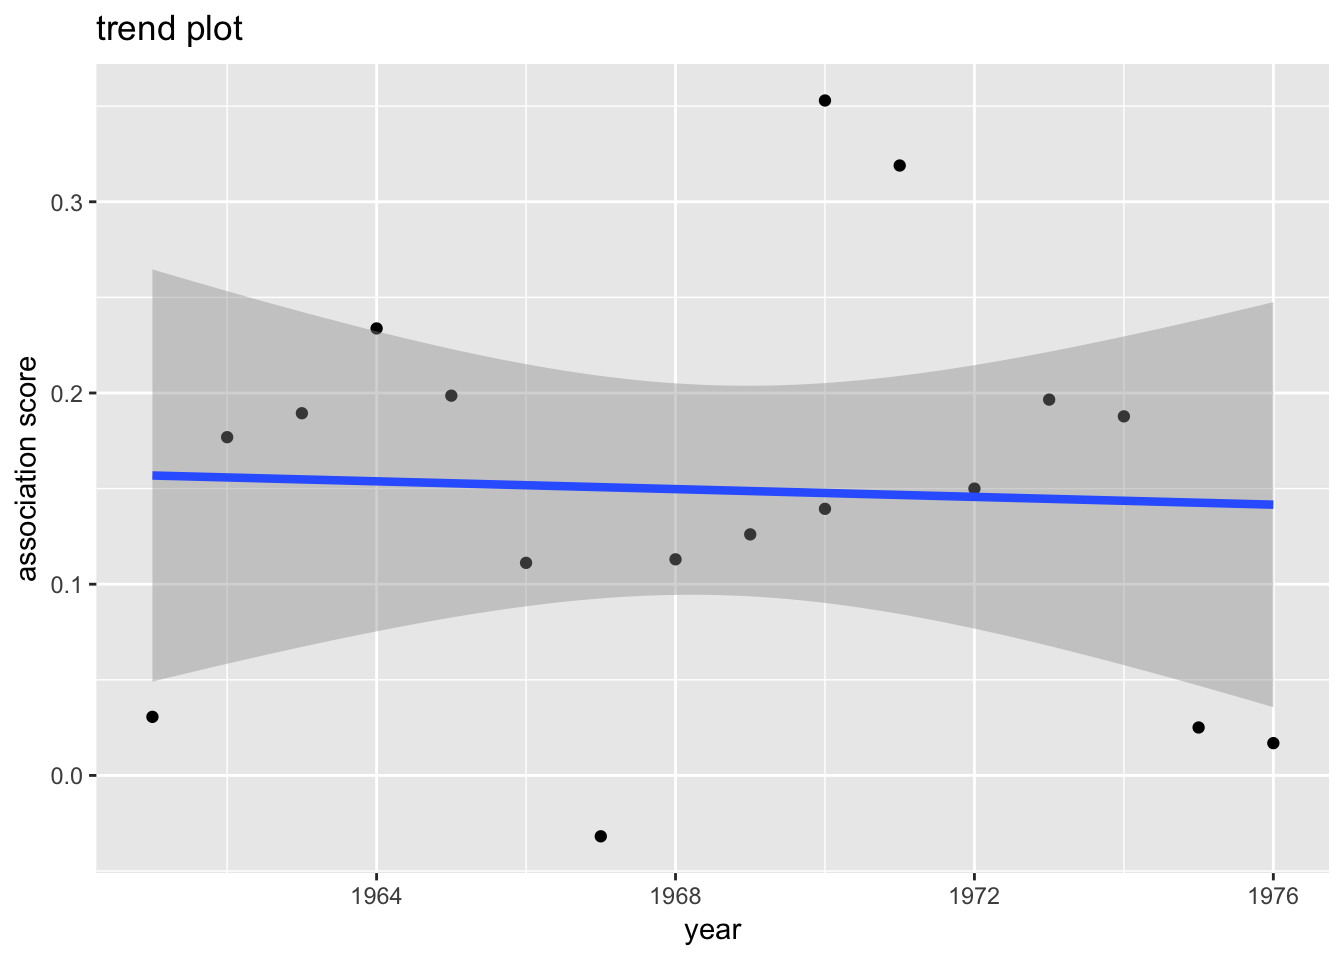 trend plot
association score
0.3
0.2
0.1
0.0
1964 1968 1972 1976
year